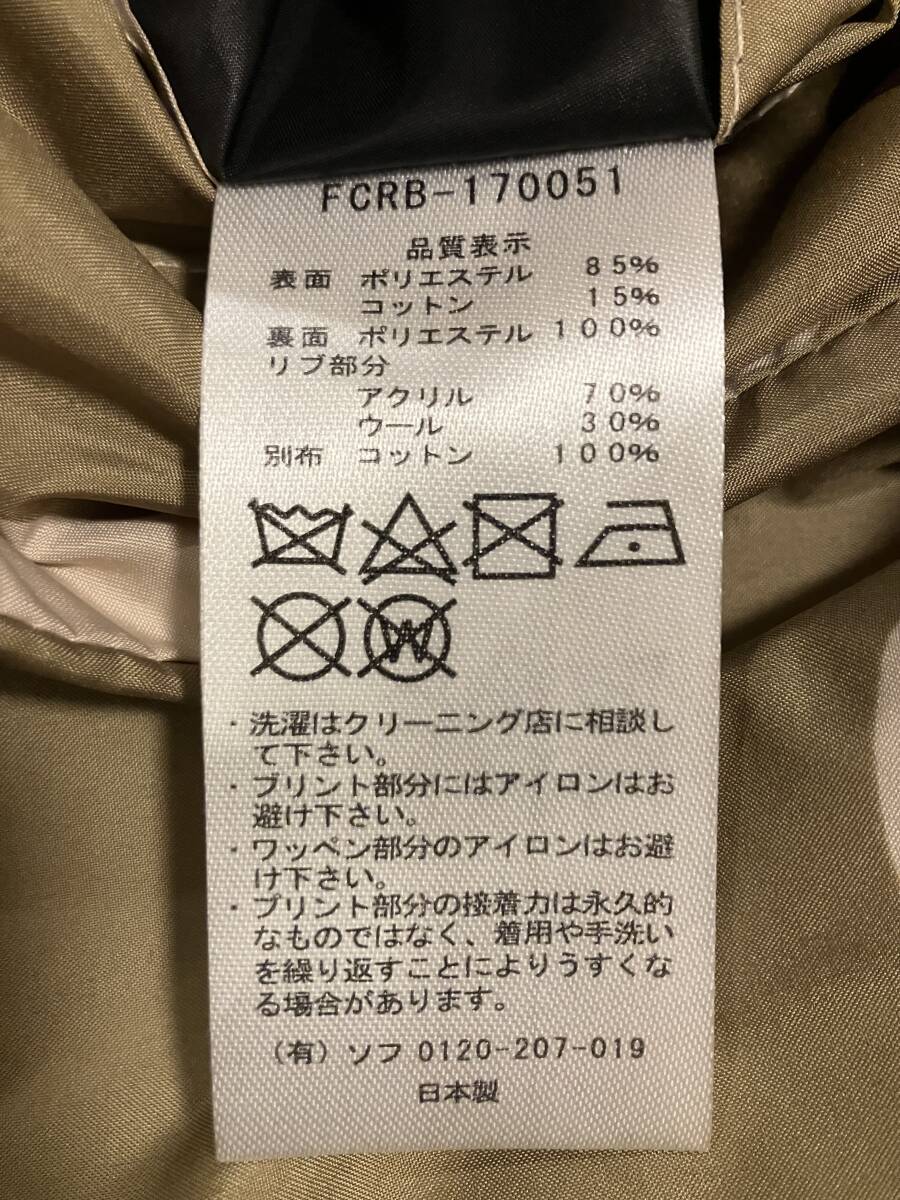 FCRB-170051
品質表示
表面 ポリエステル 85%
コットン 15%
裏面 ポリエステル 100%
リブ部分
アクリル 70%
ウール 30%
別布 コットン 100%
W
・洗濯はクリーニング店に相談し
て下さい。
・プリント部分にはアイロンはお
避け下さい。
・ワッペン部分のアイロンはお避
け下さい。
・プリント部分の接着力は永久的
なものではなく、着用や手洗い
を繰り返すことによりうすくな
る場合があります。
(有)ソフ 0120-207-019
日本製